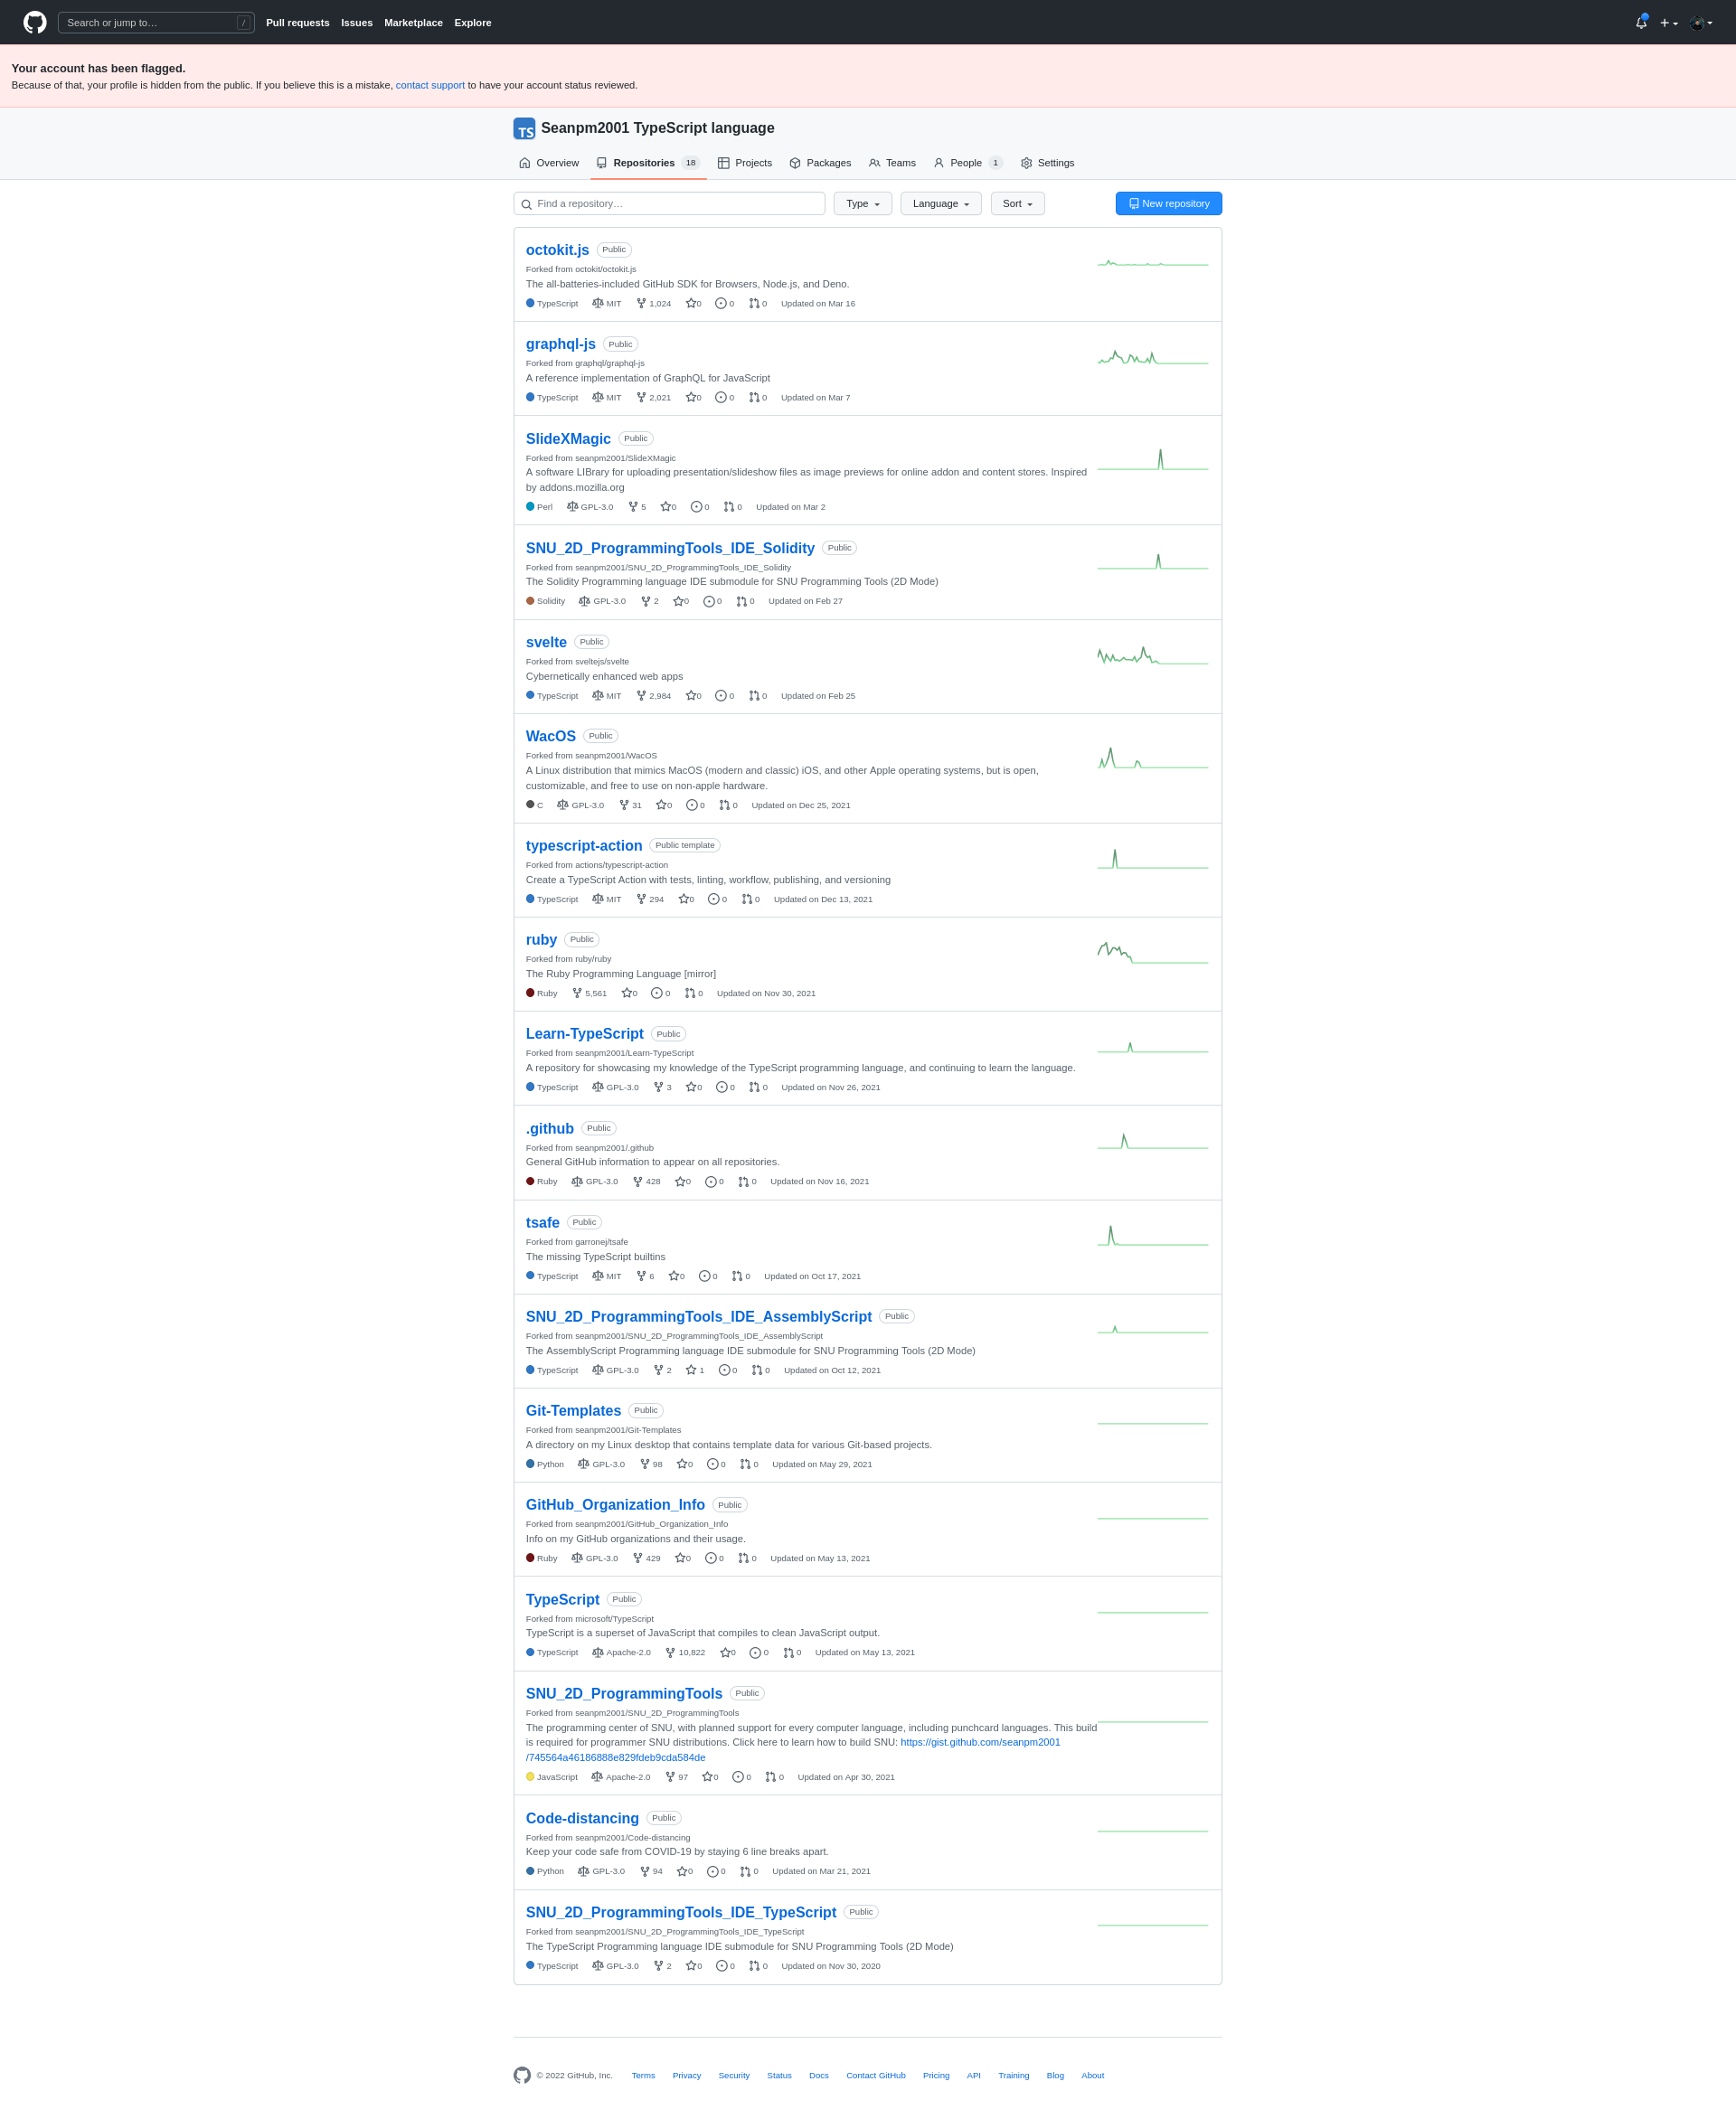 Search or jump to…
/
Pull requests Issues Marketplace Explore
Your account has been flagged.
Because of that, your profile is hidden from the public. If you believe this is a mistake, contact support to have your account status reviewed.
TS Seanpm2001 TypeScript language
Overview Repositories 18 Projects Packages Teams People 1 Settings
Find a repository… Type Language Sort New repository
octokit.js Public
Forked from octokit/octokit.js
The all-batteries-included GitHub SDK for Browsers, Node.js, and Deno.
TypeScript MIT 1,024 0 0 0 Updated on Mar 16
graphql-js Public
Forked from graphql/graphql-js
A reference implementation of GraphQL for JavaScript
TypeScript MIT 2,021 0 0 0 Updated on Mar 7
SlideXMagic Public
Forked from seanpm2001/SlideXMagic
A software LIBrary for uploading presentation/slideshow files as image previews for online addon and content stores. Inspired
by addons.mozilla.org
Perl GPL-3.0 5 0 0 0 Updated on Mar 2
SNU_2D_ProgrammingTools_IDE_Solidity Public
Forked from seanpm2001/SNU_2D_ProgrammingTools_IDE_Solidity
The Solidity Programming language IDE submodule for SNU Programming Tools (2D Mode)
Solidity GPL-3.0 2 0 0 0 Updated on Feb 27
svelte Public
Forked from sveltejs/svelte
Cybernetically enhanced web apps
TypeScript MIT 2,984 0 0 0 Updated on Feb 25
WacOS Public
Forked from seanpm2001/WacOS
A Linux distribution that mimics MacOS (modern and classic) iOS, and other Apple operating systems, but is open,
customizable, and free to use on non-apple hardware.
C GPL-3.0 31 0 0 0 Updated on Dec 25, 2021
typescript-action Public template
Forked from actions/typescript-action
Create a TypeScript Action with tests, linting, workflow, publishing, and versioning
TypeScript MIT 294 0 0 0 Updated on Dec 13, 2021
ruby Public
Forked from ruby/ruby
The Ruby Programming Language [mirror]
Ruby 5,561 0 0 0 Updated on Nov 30, 2021
Learn-TypeScript Public
Forked from seanpm2001/Learn-TypeScript
A repository for showcasing my knowledge of the TypeScript programming language, and continuing to learn the language.
TypeScript GPL-3.0 3 0 0 0 Updated on Nov 26, 2021
.github Public
Forked from seanpm2001/.github
General GitHub information to appear on all repositories.
Ruby GPL-3.0 428 0 0 0 Updated on Nov 16, 2021
tsafe Public
Forked from garronej/tsafe
The missing TypeScript builtins
TypeScript MIT 6 0 0 0 Updated on Oct 17, 2021
SNU_2D_ProgrammingTools_IDE_AssemblyScript Public
Forked from seanpm2001/SNU_2D_ProgrammingTools_IDE_AssemblyScript
The AssemblyScript Programming language IDE submodule for SNU Programming Tools (2D Mode)
TypeScript GPL-3.0 2 1 0 0 Updated on Oct 12, 2021
Git-Templates Public
Forked from seanpm2001/Git-Templates
A directory on my Linux desktop that contains template data for various Git-based projects.
Python GPL-3.0 98 0 0 0 Updated on May 29, 2021
GitHub_Organization_Info Public
Forked from seanpm2001/GitHub_Organization_Info
Info on my GitHub organizations and their usage.
Ruby GPL-3.0 429 0 0 0 Updated on May 13, 2021
TypeScript Public
Forked from microsoft/TypeScript
TypeScript is a superset of JavaScript that compiles to clean JavaScript output.
TypeScript Apache-2.0 10,822 0 0 0 Updated on May 13, 2021
SNU_2D_ProgrammingTools Public
Forked from seanpm2001/SNU_2D_ProgrammingTools
The programming center of SNU, with planned support for every computer language, including punchcard languages. This build
is required for programmer SNU distributions. Click here to learn how to build SNU: https://gist.github.com/seanpm2001
/745564a46186888e829fdeb9cda584de
JavaScript Apache-2.0 97 0 0 0 Updated on Apr 30, 2021
Code-distancing Public
Forked from seanpm2001/Code-distancing
Keep your code safe from COVID-19 by staying 6 line breaks apart.
Python GPL-3.0 94 0 0 0 Updated on Mar 21, 2021
SNU_2D_ProgrammingTools_IDE_TypeScript Public
Forked from seanpm2001/SNU_2D_ProgrammingTools_IDE_TypeScript
The TypeScript Programming language IDE submodule for SNU Programming Tools (2D Mode)
TypeScript GPL-3.0 2 0 0 0 Updated on Nov 30, 2020
© 2022 GitHub, Inc. Terms Privacy Security Status Docs Contact GitHub Pricing API Training Blog About